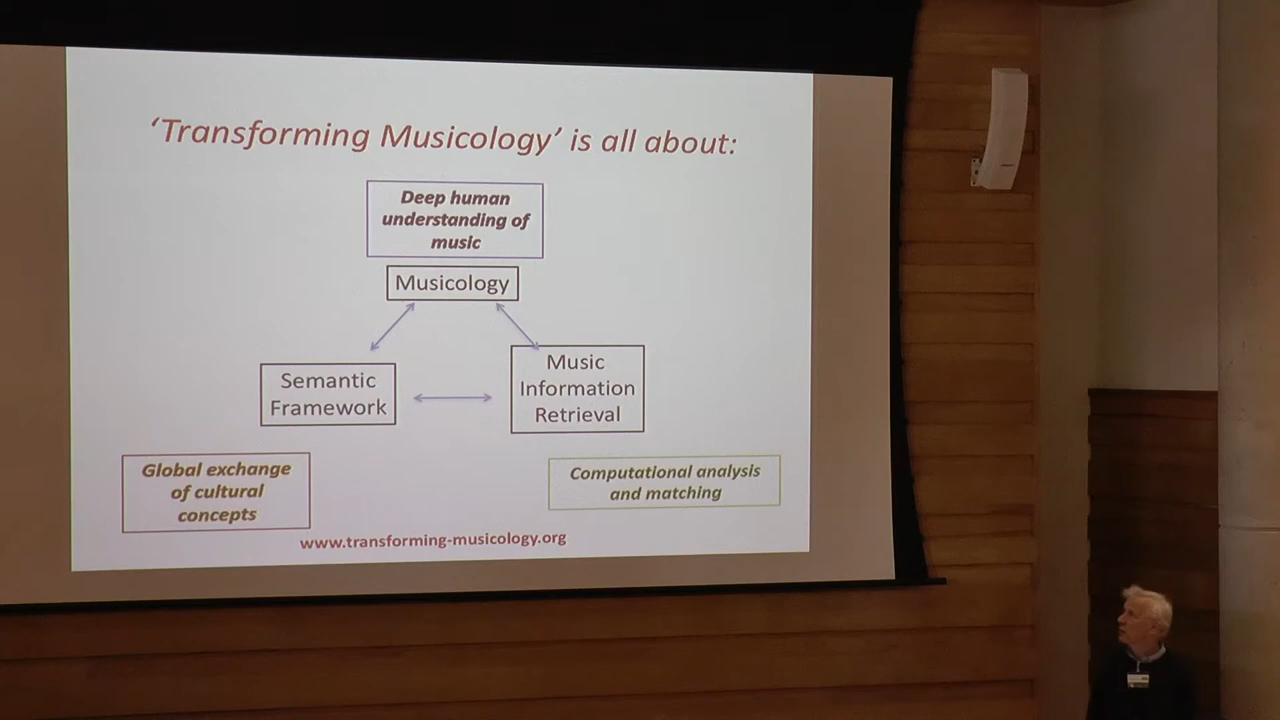 ‘Transforming Musicology’ is all about:
Deep human
understanding of
music
Musicology
Semantic
Framework
Music
Information
Retrieval
Global exchange
of cultural
concepts
Computational analysis
and matching
www.transforming-musicology.org